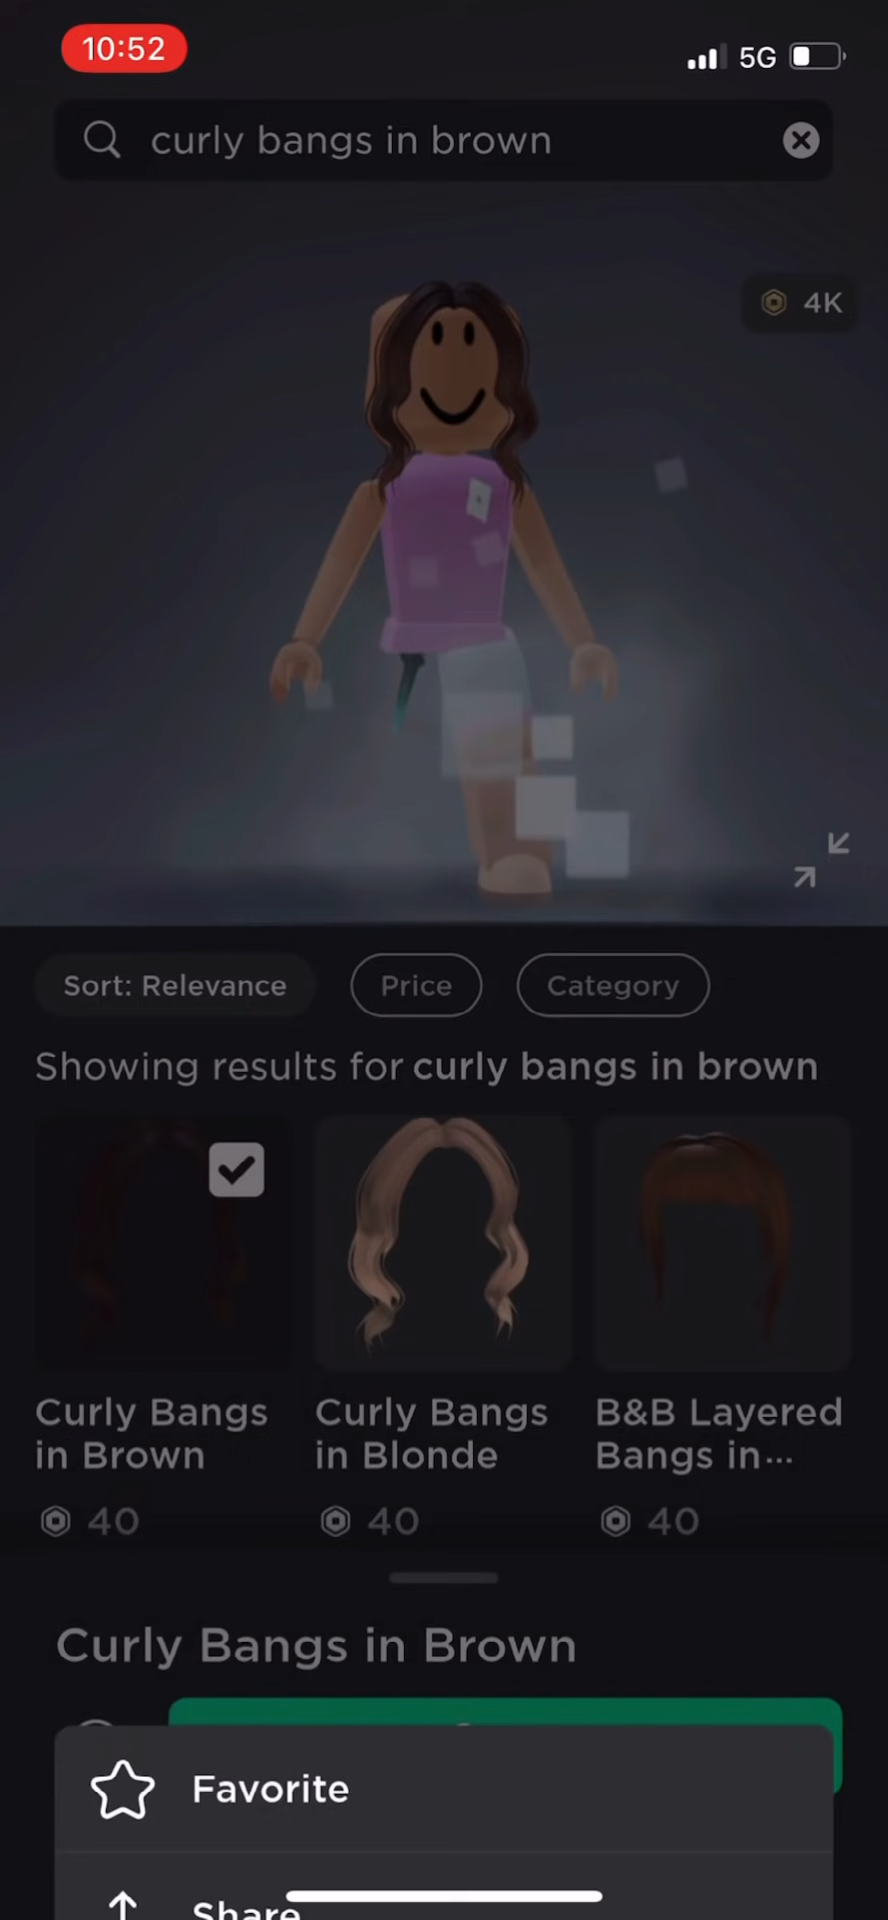 10:52
5G
curly bangs in brown
4K
Sort: Relevance
Price
Category
Showing results for curly bangs in brown
Curly Bangs
in Brown
40
Curly Bangs
in Blonde
40
B&B Layered
Bangs in...
40
Curly Bangs in Brown
Favorite
Share